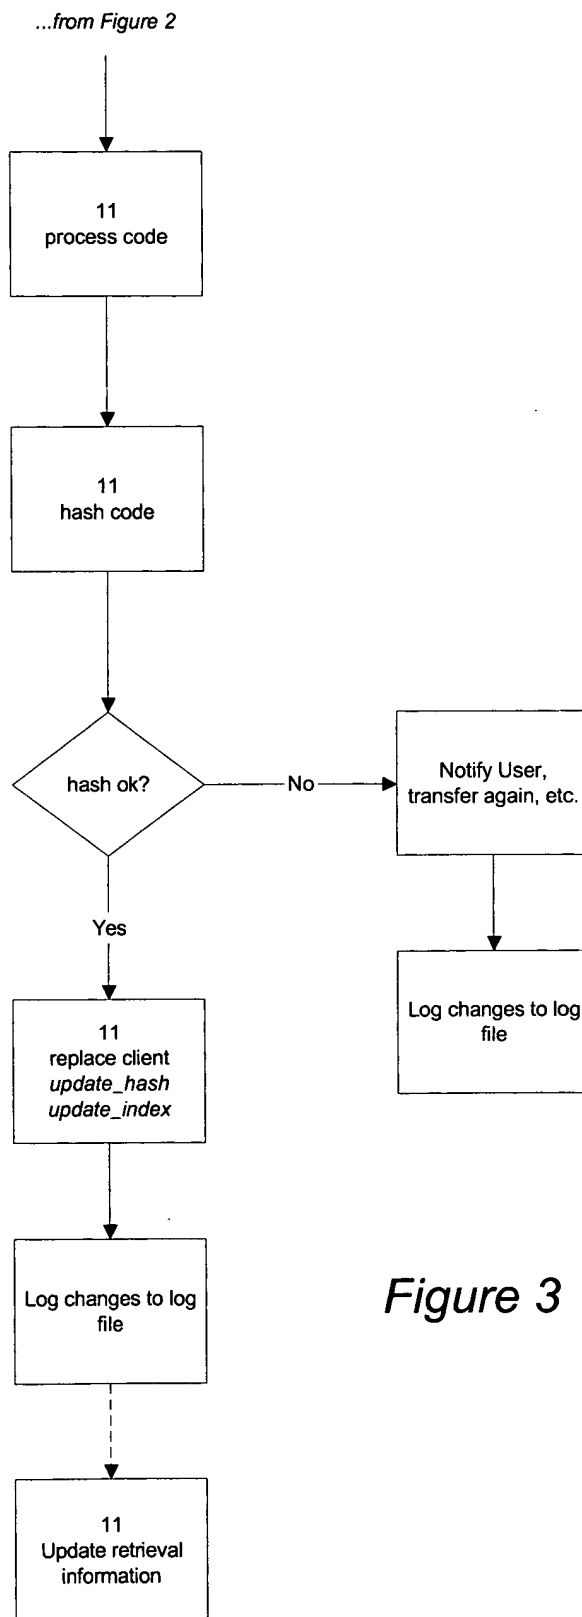 ...from Figure 2
11
process code
11
hash code
hash ok?
No
Notify User,
transfer again, etc.
Yes
Log changes to log
file
11
replace client
update_hash
update_index
Log changes to log
file
Figure 3
11
Update retrieval
information